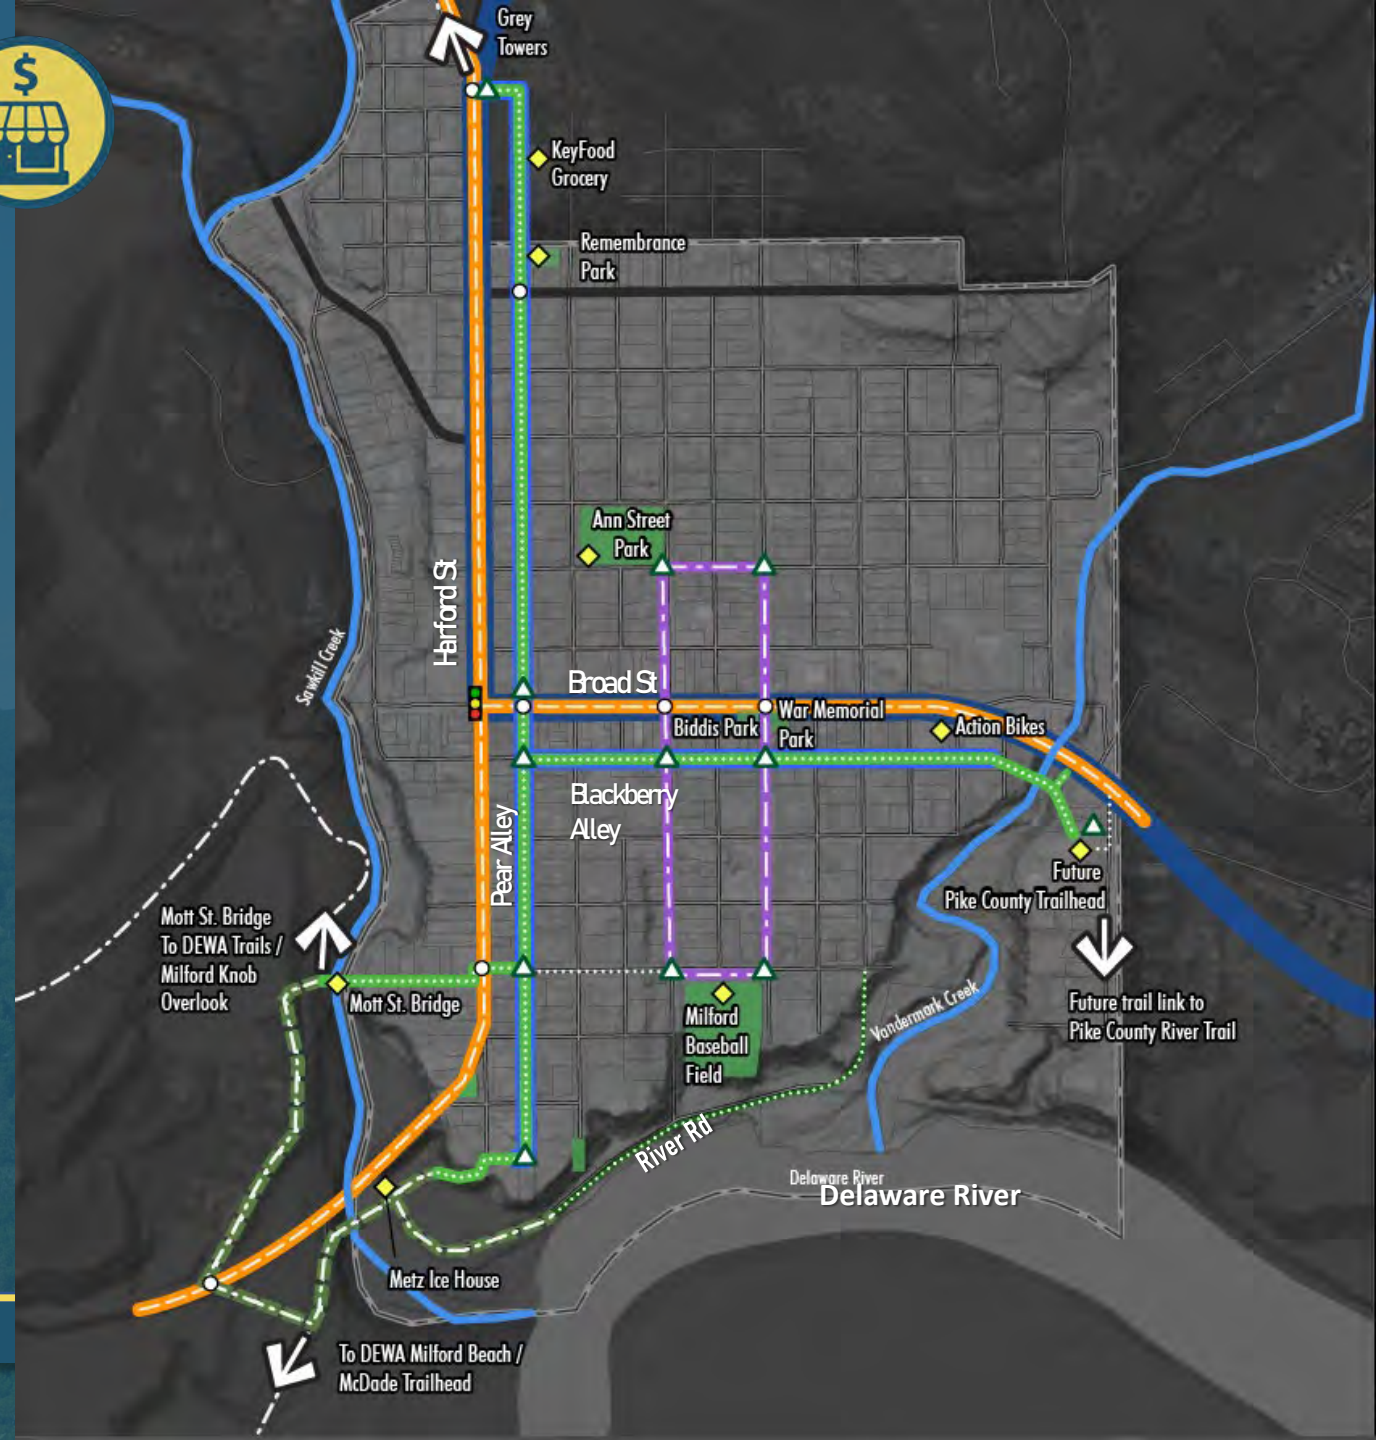 Grey
Towers
$
KeyFood
Grocery
Remembrance
Park
Ann Street
Park
Harford St
Sawkill Creek
Broad St
Biddis Park
War Memorial
Park
Action Bikes
Blackberry
Alley
Pear Alley
Future
Pike County Trailhead
Mott St. Bridge
To DEWA Trails /
Milford Knob
Overlook
Mott St. Bridge
Vandermark Creek
Future trail link to
Pike County River Trail
Milford
Baseball
Field
River Rd
Delaware River
Delaware River
Metz Ice House
To DEWA Milford Beach /
McDade Trailhead